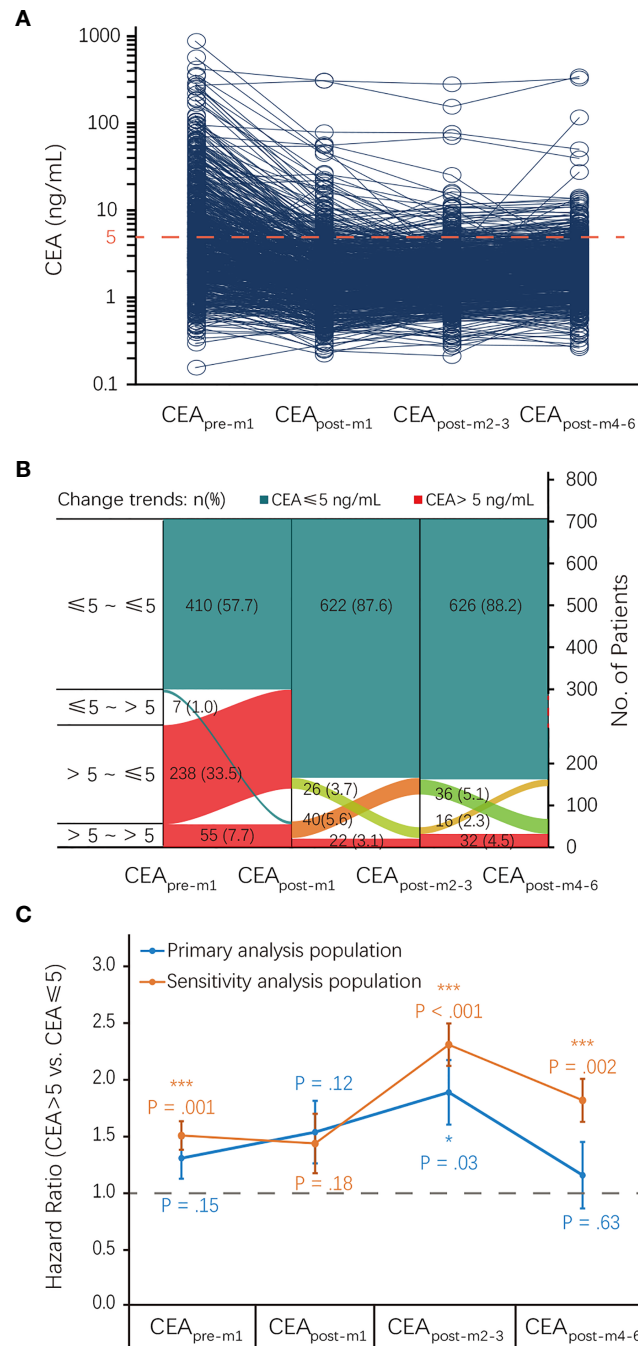 A
1000
100
10
5
1
0.1
CEA (ng/mL)
CEApre-m1 CEApost-m1 CEApost-m2-3 CEApost-m4-6
B
Change trends: n(%) CEA≤5 ng/mL CEA> 5 ng/mL
800
700
600
500
400
300
200
100
0
No. of Patients
≤5 ~ ≤5 410 (57.7) 622 (87.6) 626 (88.2)
≤5 ~ > 5 7 (1.0)
> 5 ~ ≤5 238 (33.5) 26 (3.7) 36 (5.1)
40(5.6) 16 (2.3)
> 5 ~ > 5 55 (7.7) 22 (3.1) 32 (4.5)
CEApre-m1 CEApost-m1 CEApost-m2-3 CEApost-m4-6
C
Hazard Ratio (CEA>5 vs. CEA≤5)
3.0
2.5
2.0
1.5
1.0
0.5
0.0
Primary analysis population
Sensitivity analysis population
***
P = .001
P = .15
P = .12
P = .18
***
P < .001
*
P = .03
***
P = .002
P = .63
CEApre-m1 CEApost-m1 CEApost-m2-3 CEApost-m4-6